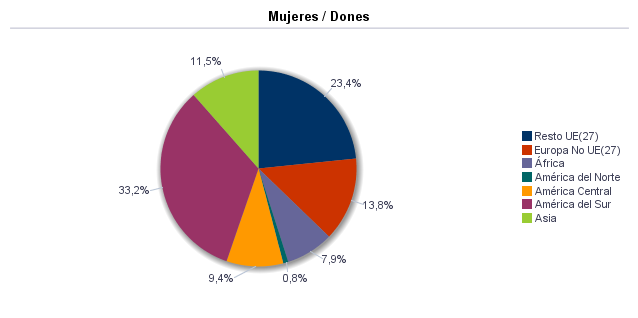 Mujeres / Dones
11,5%
23,4%
33,2%
13,8%
7,9%
9,4%
0,8%
Resto UE(27)
Europa No UE(27)
África
América del Norte
América Central
América del Sur
Asia